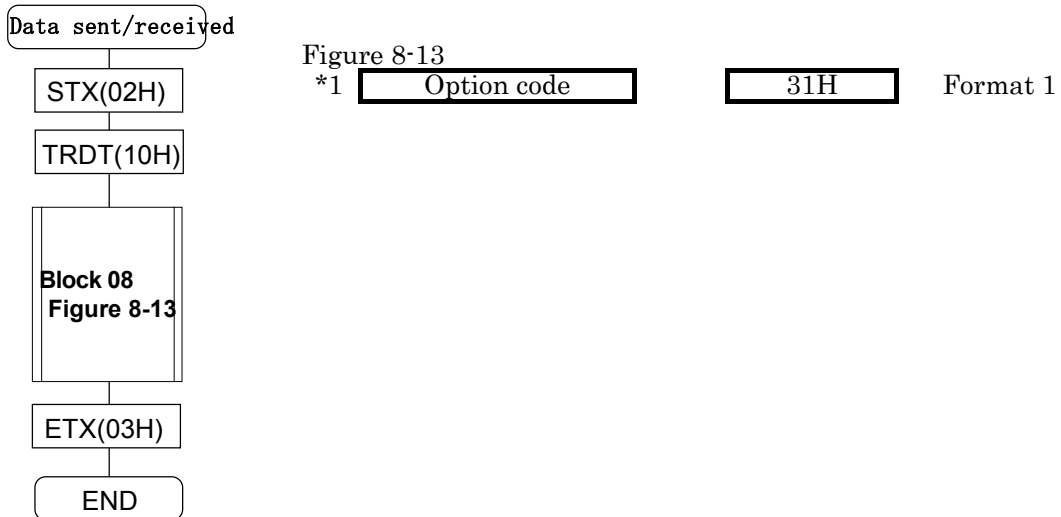 Data sent/received
STX(02H)
TRDT(10H)
Block 08
Figure 8-13
ETX(03H)
END
Figure 8-13
*1 Option code 31H Format 1